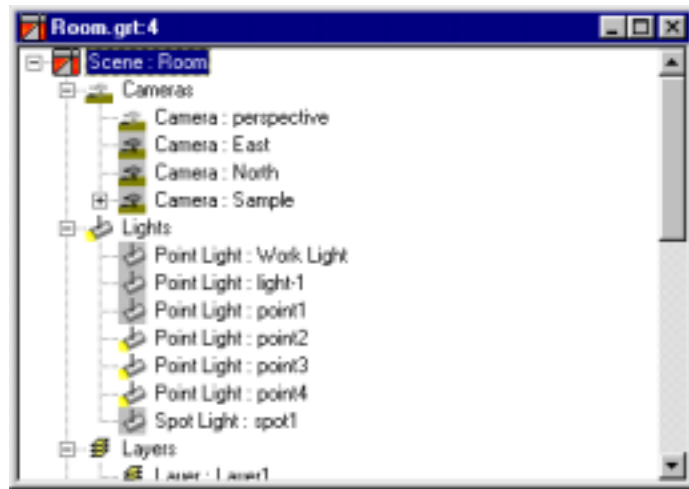 Room.grt:4
Scene : Room
Cameras
Camera : perspective
Camera : East
Camera : North
Camera : Sample
Lights
Point Light : Work Light
Point Light : light-1
Point Light : point1
Point Light : point2
Point Light : point3
Point Light : point4
Spot Light : spot1
Layers
Layer : Layer1